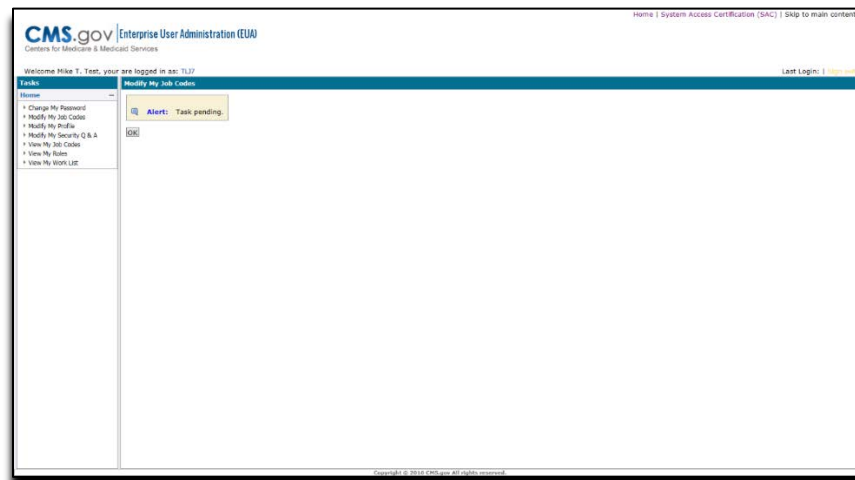 Home | System Access Certification (SAC) | Skip to main content
CMS.gov Enterprise User Administration (EUA)
Centers for Medicare & Medicaid Services
Welcome Mike T. Test, your are logged in as: TLJ7
Last Login: | Sign out
Tasks
Modify My Job Codes
Home
Change My Password
Modify My Job Codes
Modify My Profile
Modify My Security Q & A
View My Job Codes
View My Roles
View My Work List
Alert: Task pending.
OK
Copyright © 2010 CMS.gov All rights reserved.